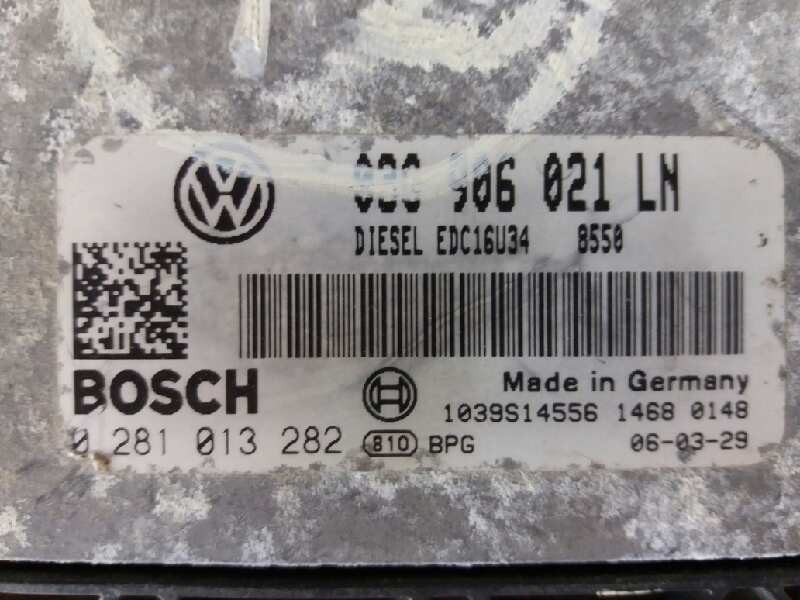 03G 906 021 LN
DIESEL EDC16U34 8550
BOSCH
Made in Germany
1039S14556 1468 0148
0 281 013 282 810 BPG 06-03-29